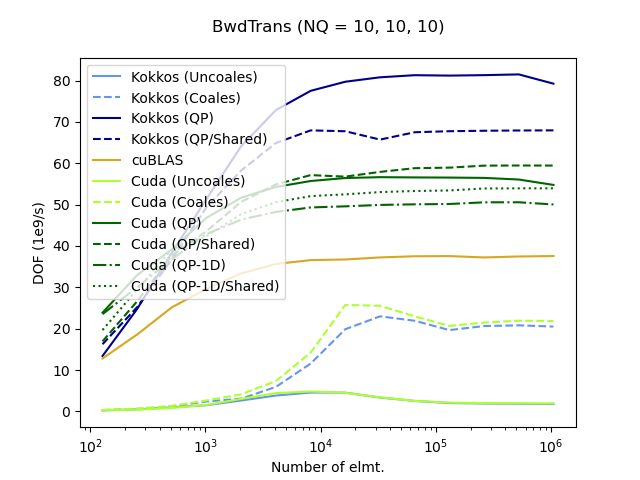 BwdTrans (NQ = 10, 10, 10)
DOF (1e9/s)
80
70
60
50
40
30
20
10
0
Kokkos (Uncoales)
Kokkos (Coales)
Kokkos (QP)
Kokkos (QP/Shared)
cuBLAS
Cuda (Uncoales)
Cuda (Coales)
Cuda (QP)
Cuda (QP/Shared)
Cuda (QP-1D)
Cuda (QP-1D/Shared)
10² 10³ 10⁴ 10⁵ 10⁶
Number of elmt.